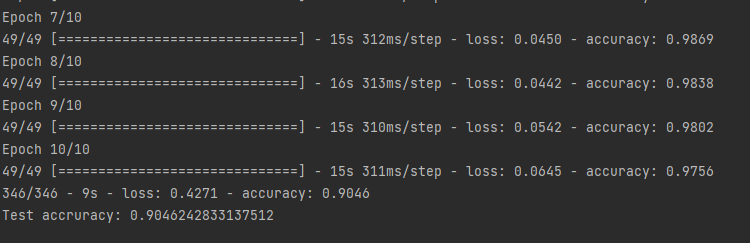 Epoch 7/10
49/49 [==============================] - 15s 312ms/step - loss: 0.0450 - accuracy: 0.9869
Epoch 8/10
49/49 [==============================] - 16s 313ms/step - loss: 0.0442 - accuracy: 0.9838
Epoch 9/10
49/49 [==============================] - 15s 310ms/step - loss: 0.0542 - accuracy: 0.9802
Epoch 10/10
49/49 [==============================] - 15s 311ms/step - loss: 0.0645 - accuracy: 0.9756
346/346 - 9s - loss: 0.4271 - accuracy: 0.9046
Test accruracy: 0.9046242833137512